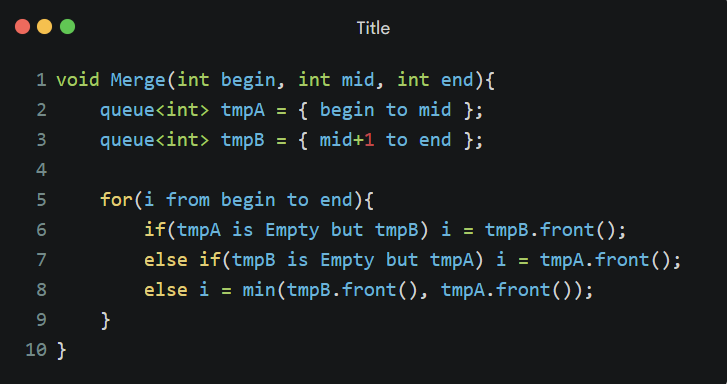 Title
1 void Merge(int begin, int mid, int end){
2     queue<int> tmpA = { begin to mid };
3     queue<int> tmpB = { mid+1 to end };
4
5     for(i from begin to end){
6         if(tmpA is Empty but tmpB) i = tmpB.front();
7         else if(tmpB is Empty but tmpA) i = tmpA.front();
8         else i = min(tmpB.front(), tmpA.front());
9     }
10 }